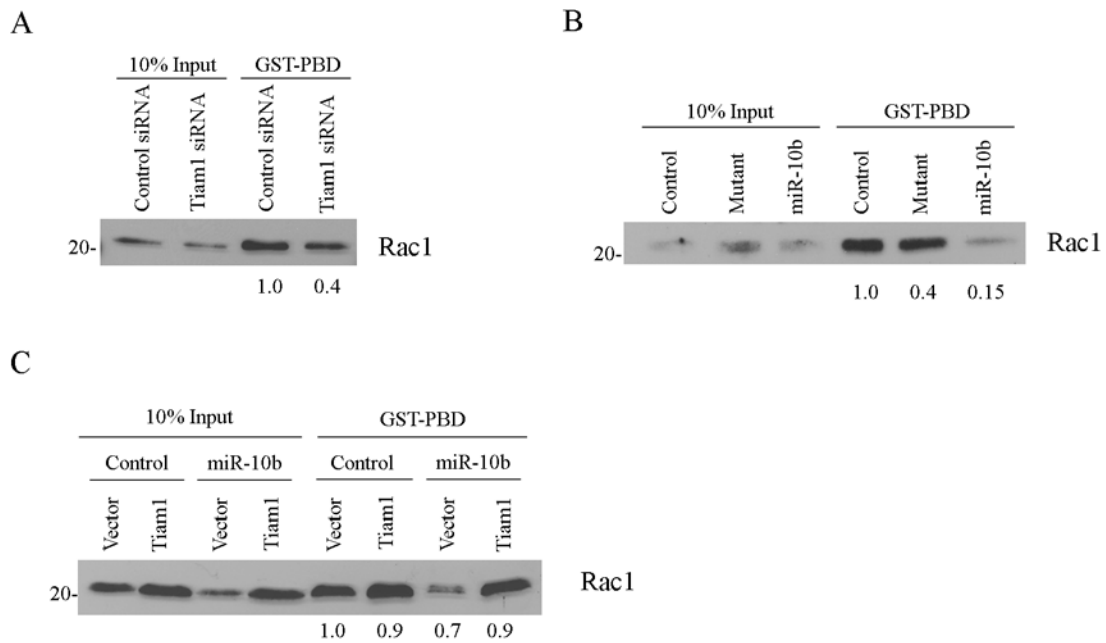 A
10% Input GST-PBD
Control siRNA Tiam1 siRNA Control siRNA Tiam1 siRNA
20- Rac1
1.0 0.4
B
10% Input GST-PBD
Control Mutant miR-10b Control Mutant miR-10b
20- Rac1
1.0 0.4 0.15
C
10% Input GST-PBD
Control miR-10b Control miR-10b
Vector Tiam1 Vector Tiam1 Vector Tiam1 Vector Tiam1
20- Rac1
1.0 0.9 0.7 0.9